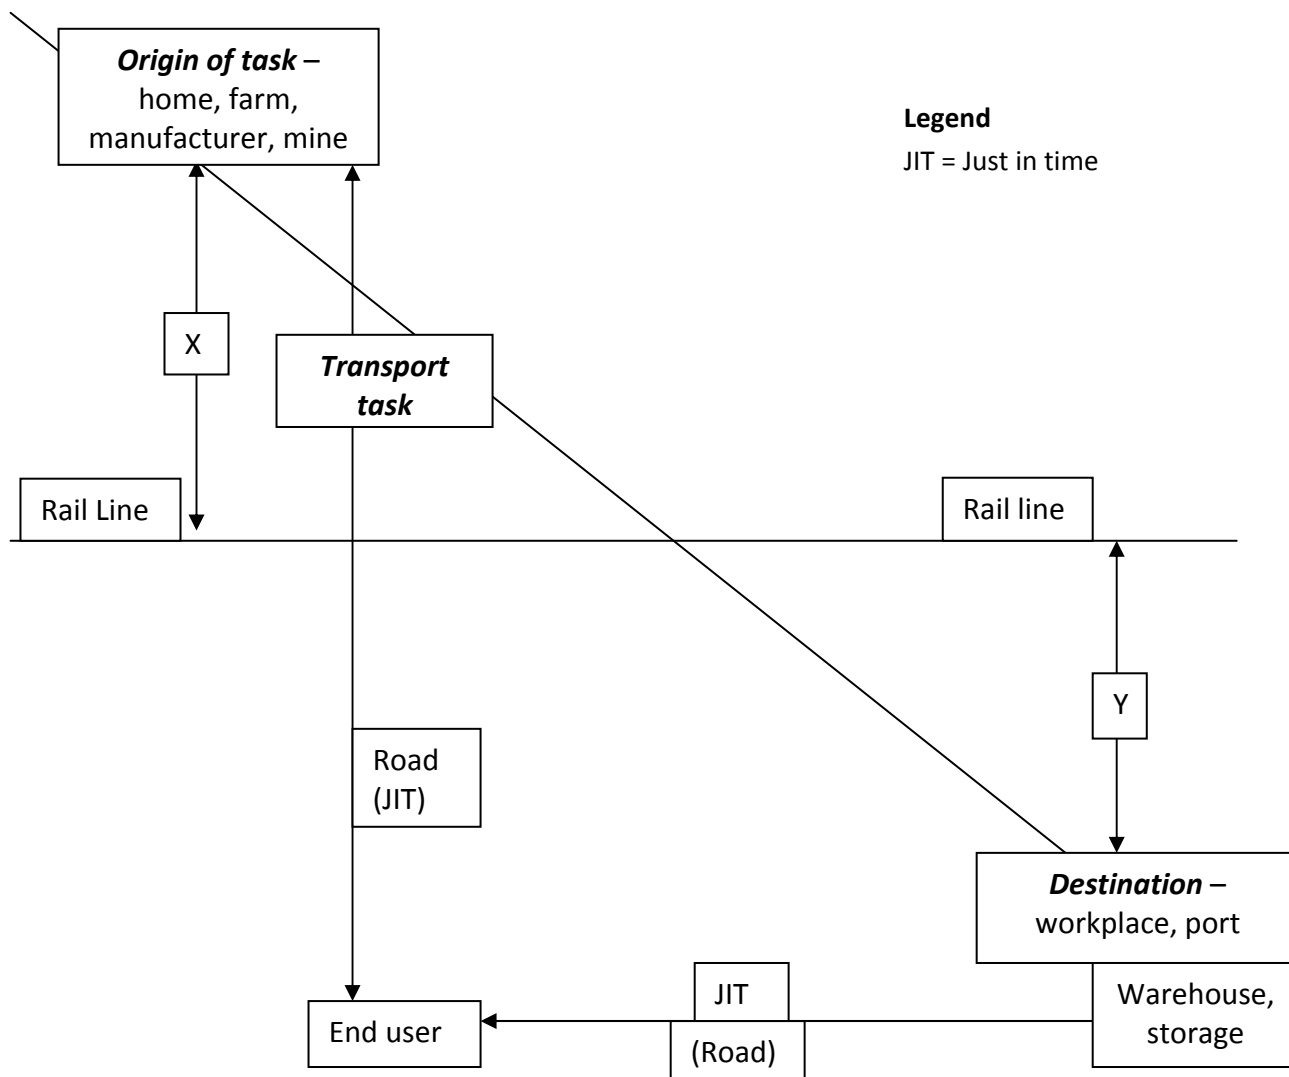 Origin of task –
home, farm,
manufacturer, mine
Legend
JIT = Just in time
X
Transport
task
Rail Line
Rail line
Y
Road
(JIT)
Destination –
workplace, port
JIT
(Road)
Warehouse,
storage
End user